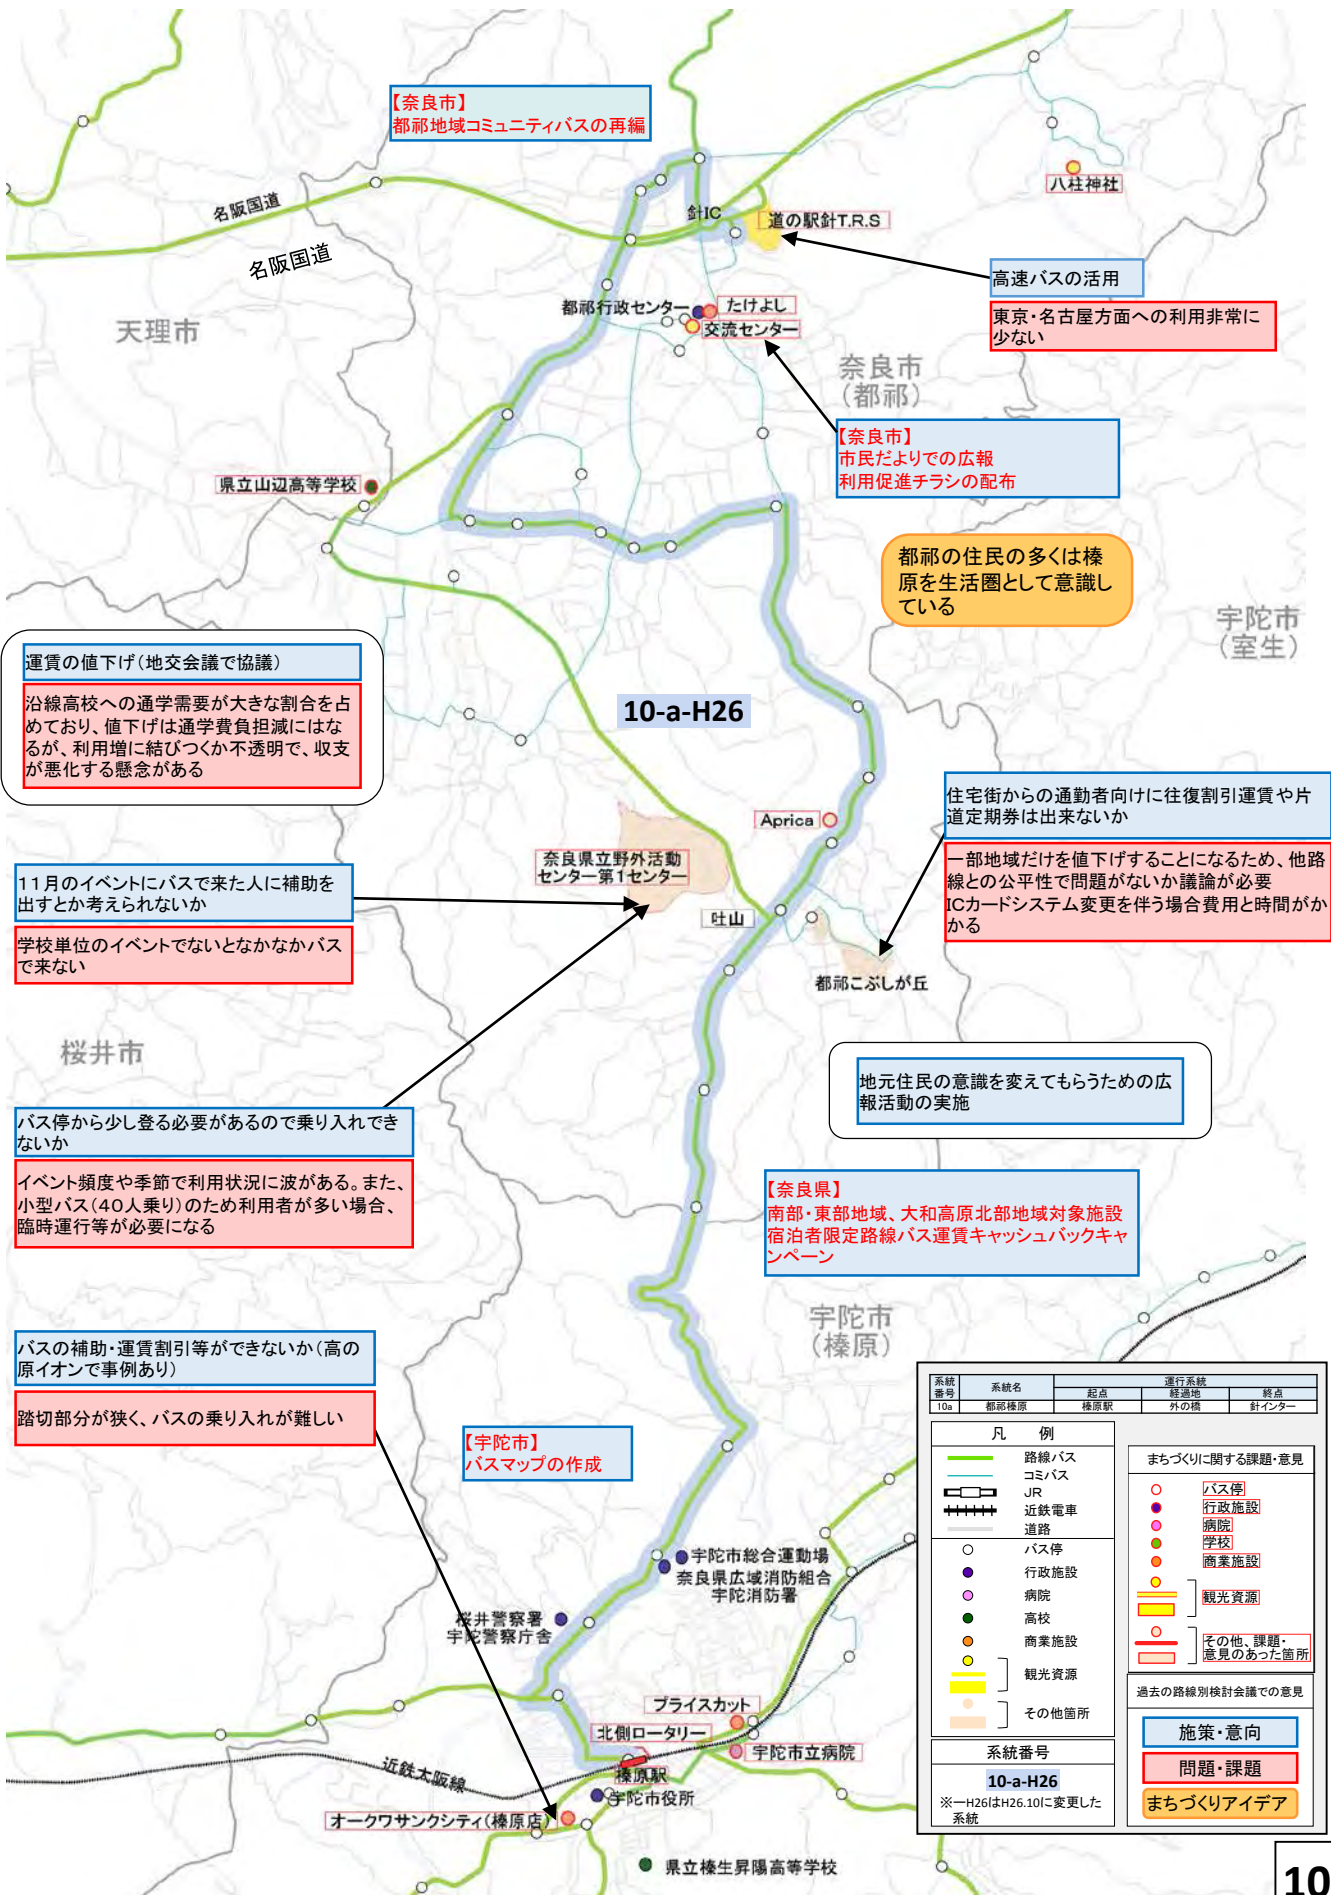 【奈良市】
都祁地域コミュニティバスの再編
八柱神社
名阪国道
針IC
道の駅針T.R.S
名阪国道
高速バスの活用
東京・名古屋方面への利用非常に
少ない
都祁行政センター
たけよし
交流センター
天理市
奈良市
（都祁）
【奈良市】
市民だよりでの広報
利用促進チラシの配布
県立山辺高等学校
都祁の住民の多くは榛
原を生活圏として意識し
ている
宇陀市
（室生）
運賃の値下げ（地交会議で協議）
沿線高校への通学需要が大きな割合を占
めており、値下げは通学費負担減にはな
るが、利用増に結びつくか不透明で、収支
が悪化する懸念がある
10-a-H26
住宅街からの通勤者向けに往復割引運賃や片
道定期券は出来ないか
一部地域だけを値下げすることになるため、他路
線との公平性で問題がないか議論が必要
ICカードシステム変更を伴う場合費用と時間がか
かる
Aprica
奈良県立野外活動
センター第1センター
11月のイベントにバスで来た人に補助を
出すとか考えられないか
学校単位のイベントでないとなかなかバス
で来ない
吐山
都祁こぶしが丘
桜井市
地元住民の意識を変えてもらうための広
報活動の実施
バス停から少し登る必要があるので乗り入れでき
ないか
イベント頻度や季節で利用状況に波がある。また、
小型バス（40人乗り）のため利用者が多い場合、
臨時運行等が必要になる
【奈良県】
南部・東部地域、大和高原北部地域対象施設
宿泊者限定路線バス運賃キャッシュバックキャ
ンペーン
宇陀市
（榛原）
バスの補助・運賃割引等ができないか（高の
原イオンで事例あり）
踏切部分が狭く、バスの乗り入れが難しい
【宇陀市】
バスマップの作成
宇陀市総合運動場
奈良県広域消防組合
宇陀消防署
桜井警察署
宇陀警察庁舎
プライスカット
北側ロータリー
宇陀市立病院
榛原駅
近鉄大阪線
宇陀市役所
オークワサンクシティ（榛原店）
県立榛生昇陽高等学校
系統
番号
系統名
運行系統
起点
経過地
終点
10a
都祁榛原
榛原駅
外の橋
針インター
凡　例
路線バス
コミバス
JR
近鉄電車
道路
バス停
行政施設
病院
高校
商業施設
観光資源
その他箇所
系統番号
10-a-H26
※－H26はH26.10に変更した
系統
まちづくりに関する課題・意見
バス停
行政施設
病院
学校
商業施設
観光資源
その他、課題・
意見のあった箇所
過去の路線別検討会議での意見
施策・意向
問題・課題
まちづくりアイデア
10